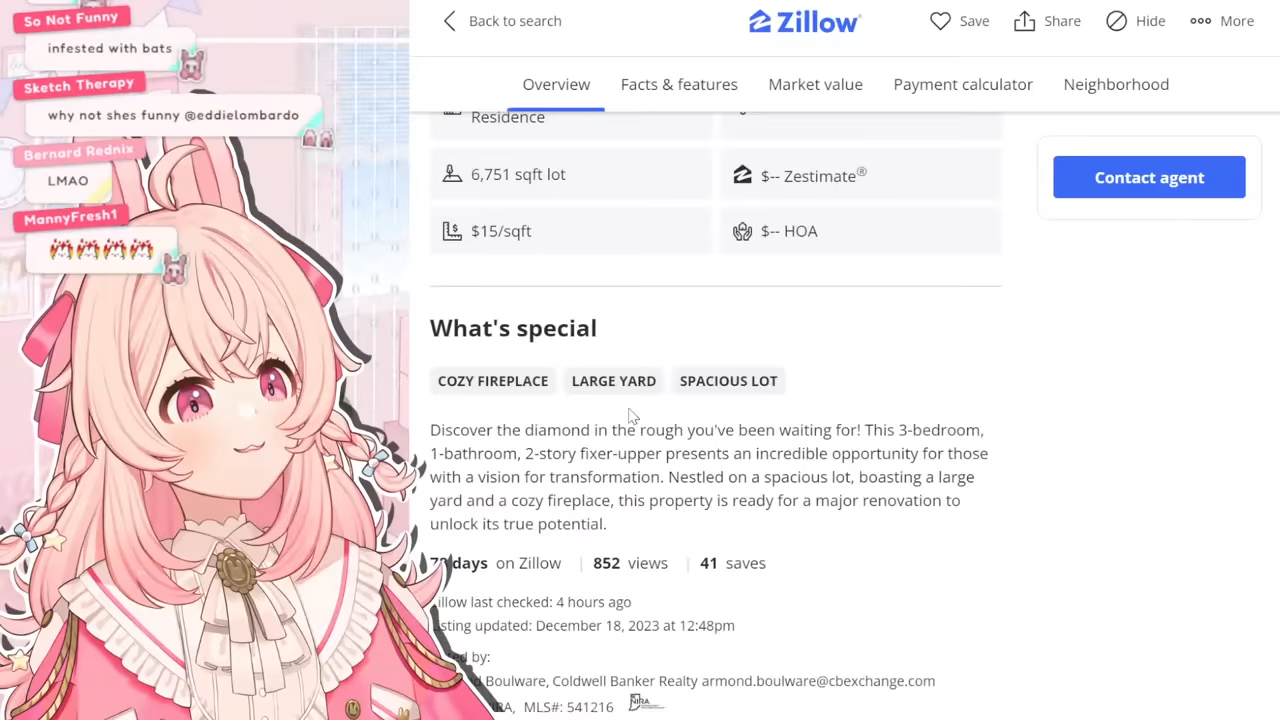 So Not Funny
infested with bats
Sketch Therapy
why not shes funny @eddielombardo
Bernard Rednix
LMAO
MannyFresh1
Back to search
Zillow
Save
Share
Hide
More
Overview
Facts & features
Market value
Payment calculator
Neighborhood
Residence
6,751 sqft lot
$-- Zestimate®
$15/sqft
$-- HOA
Contact agent
What's special
COZY FIREPLACE
LARGE YARD
SPACIOUS LOT
Discover the diamond in the rough you've been waiting for! This 3-bedroom,
1-bathroom, 2-story fixer-upper presents an incredible opportunity for those
with a vision for transformation. Nestled on a spacious lot, boasting a large
yard and a cozy fireplace, this property is ready for a major renovation to
unlock its true potential.
days on Zillow
852 views
41 saves
illow last checked: 4 hours ago
sting updated: December 18, 2023 at 12:48pm
ed by:
d Boulware, Coldwell Banker Realty armond.boulware@cbexchange.com
IRA, MLS#: 541216